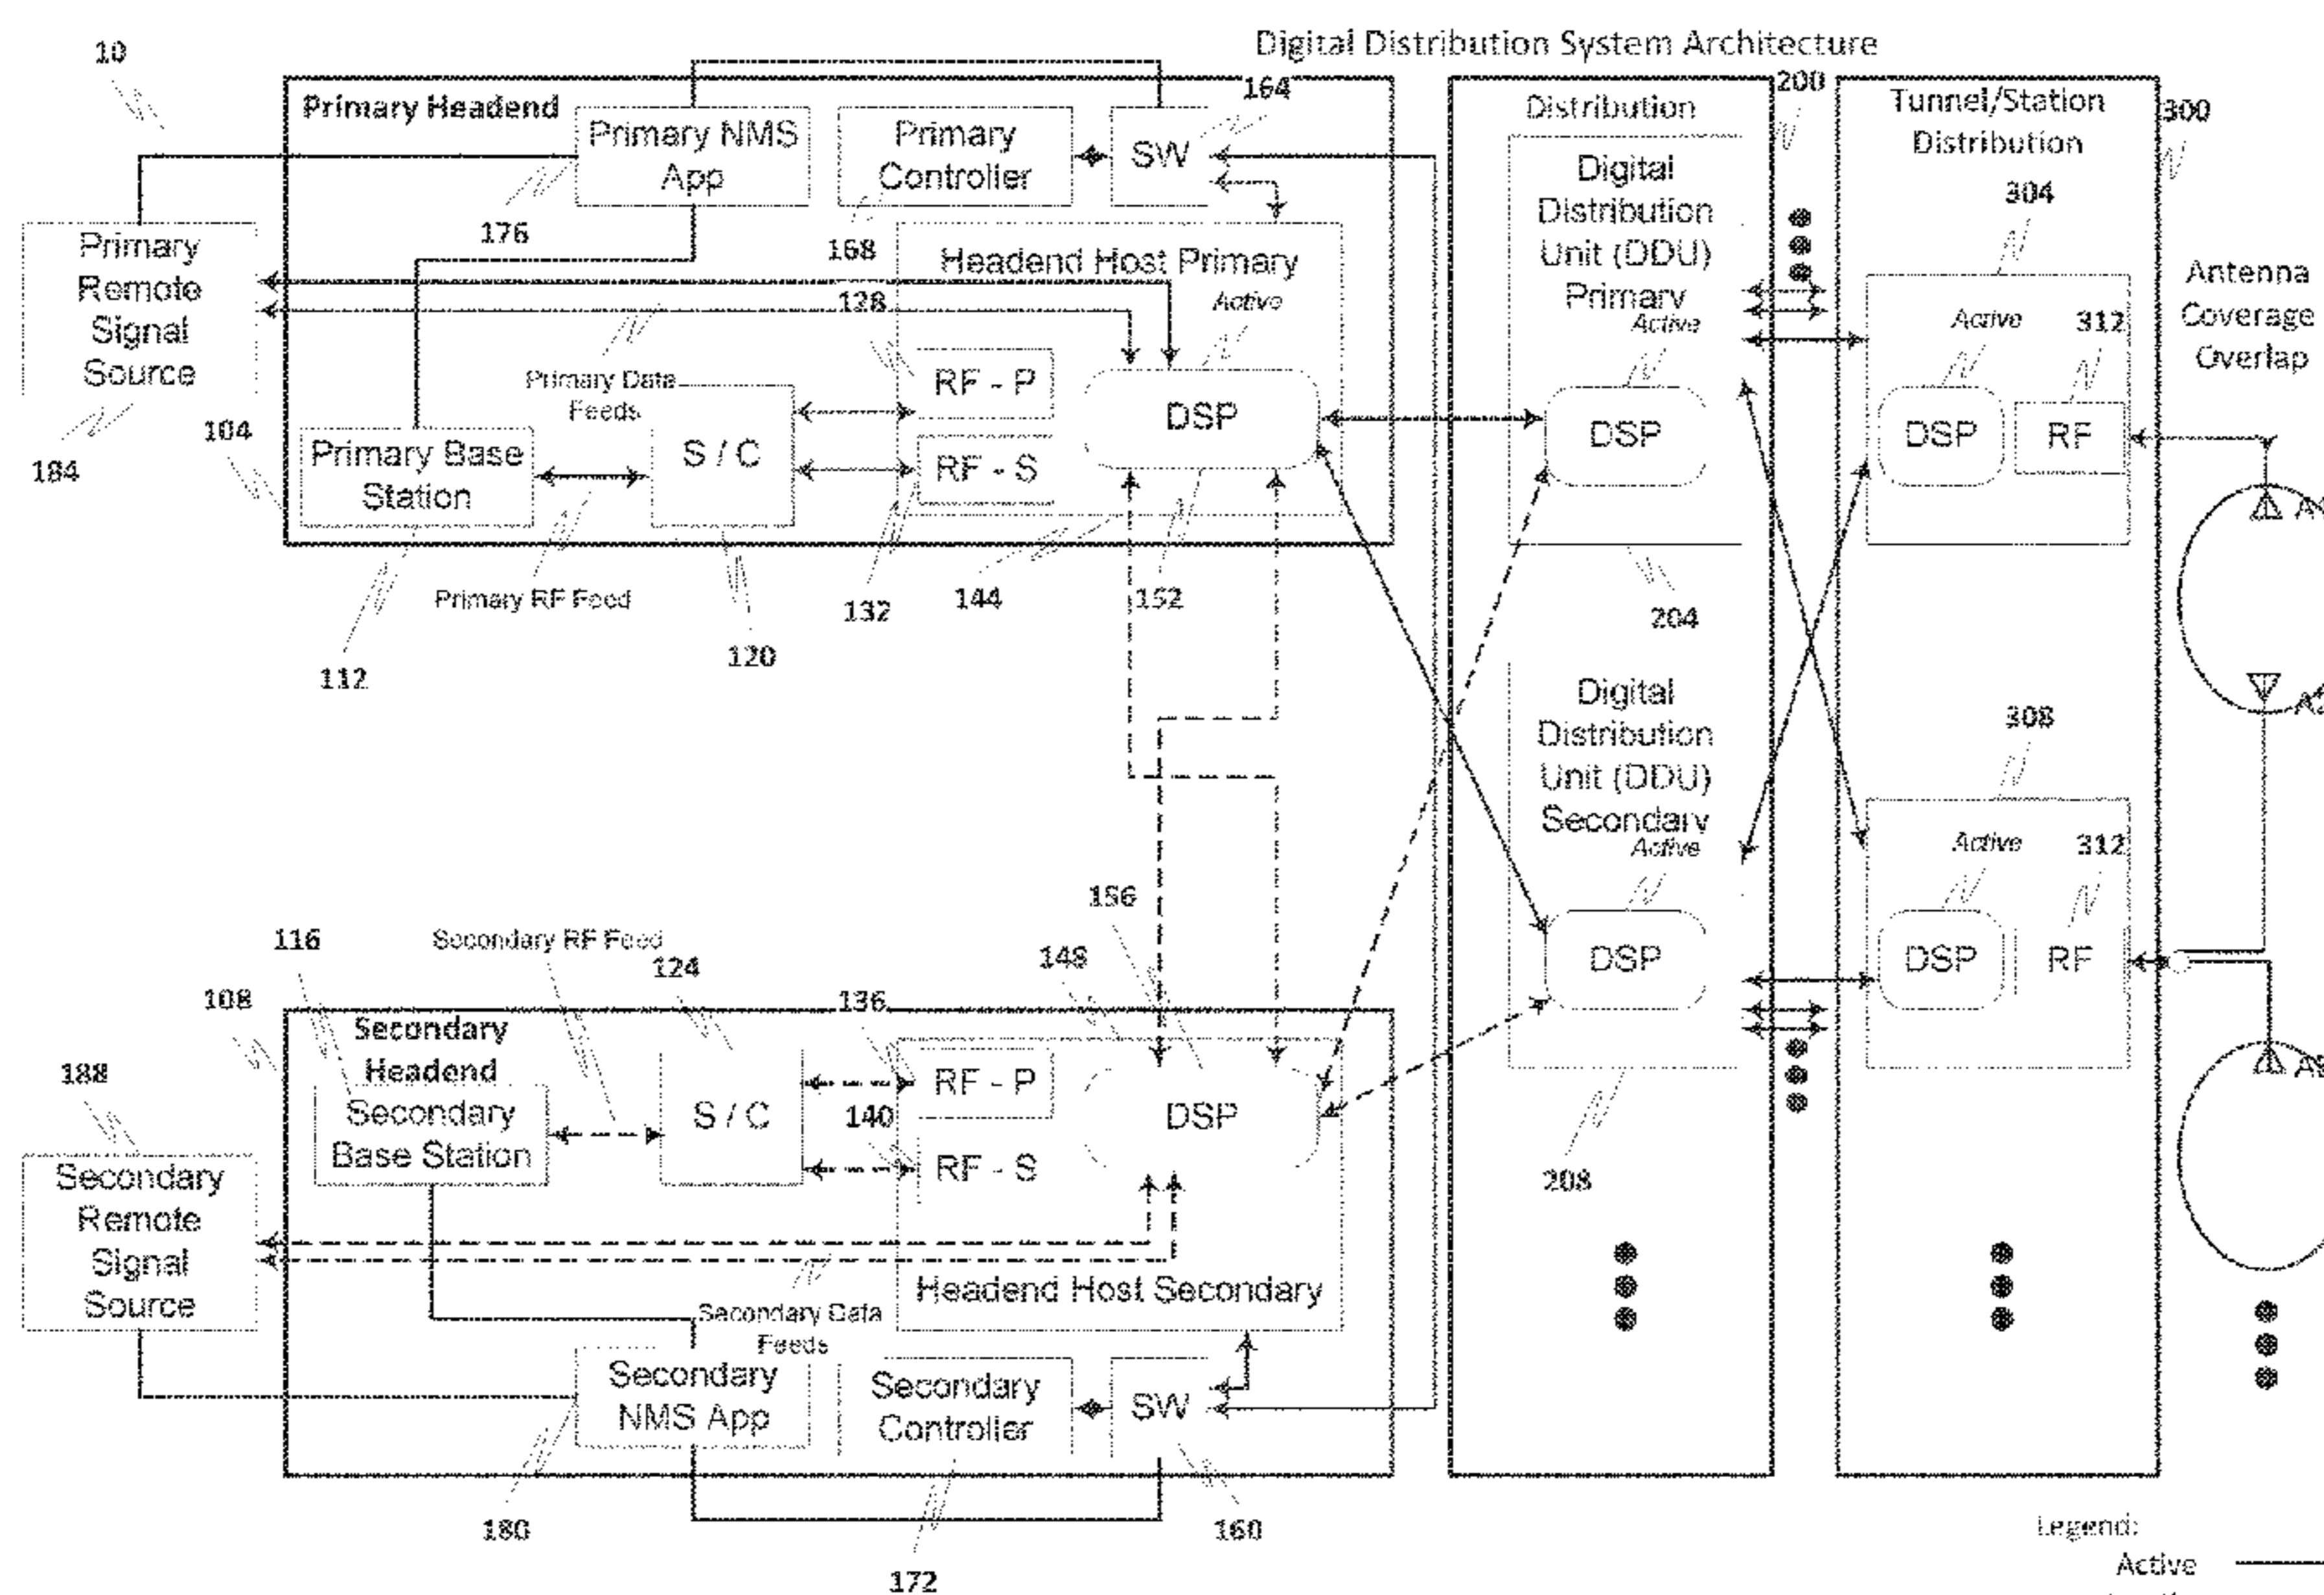 Digital Distribution System Architecture
10
Primary Headend
Primary NMS
App
Primary
Controller
SW
164
176
168
Primary
Remote
Signal
Source
184
104
Headend Host Primary
Active
128
Primary Data
Feeds
RF - P
RF - S
DSP
S / C
Primary Base
Station
Primary RF Feed
112
120
132
144
152
Distribution
200
Digital
Distribution
Unit (DDU)
Primary
Active
DSP
204
Digital
Distribution
Unit (DDU)
Secondary
Active
DSP
208
Tunnel/Station
Distribution
300
304
Active
312
DSP
RF
308
Active
312
DSP
RF
Antenna
Coverage
Overlap
116
Secondary RF Feed
124
108
136
148
156
Secondary
Headend
188
Secondary
Base Station
S / C
RF - P
140
RF - S
DSP
Secondary
Remote
Signal
Source
Headend Host Secondary
Secondary Data
Feeds
Secondary
NMS App
Secondary
Controller
SW
180
172
160
Legend:
Active